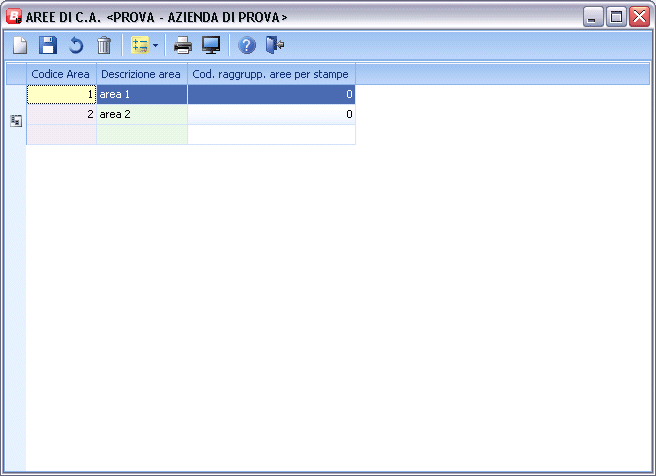 AREE DI C.A. <PROVA - AZIENDA DI PROVA>
Codice Area Descrizione area Cod. raggrupp. aree per stampe
1 area 1 0
2 area 2 0